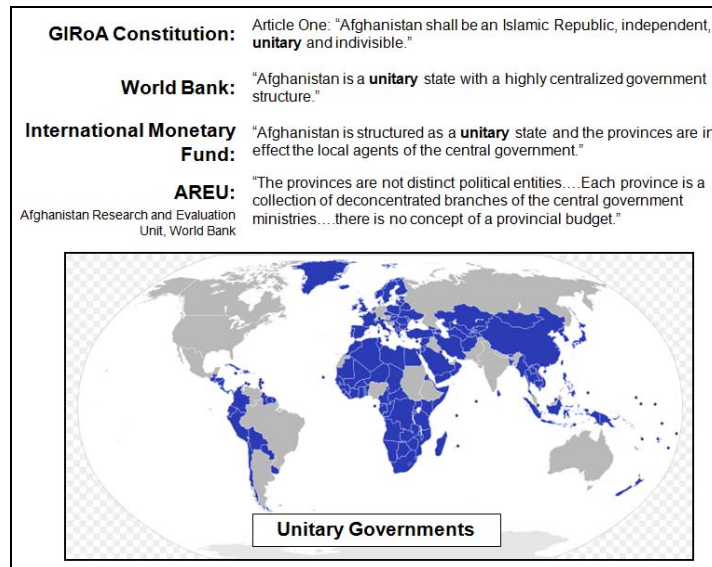 GIRoA Constitution:
Article One: “Afghanistan shall be an Islamic Republic, independent,
unitary and indivisible.”
World Bank:
“Afghanistan is a unitary state with a highly centralized government
structure.”
International Monetary
Fund:
“Afghanistan is structured as a unitary state and the provinces are in
effect the local agents of the central government.”
AREU:
Afghanistan Research and Evaluation
Unit, World Bank
“The provinces are not distinct political entities….Each province is a
collection of deconcentrated branches of the central government
ministries….there is no concept of a provincial budget.”
Unitary Governments